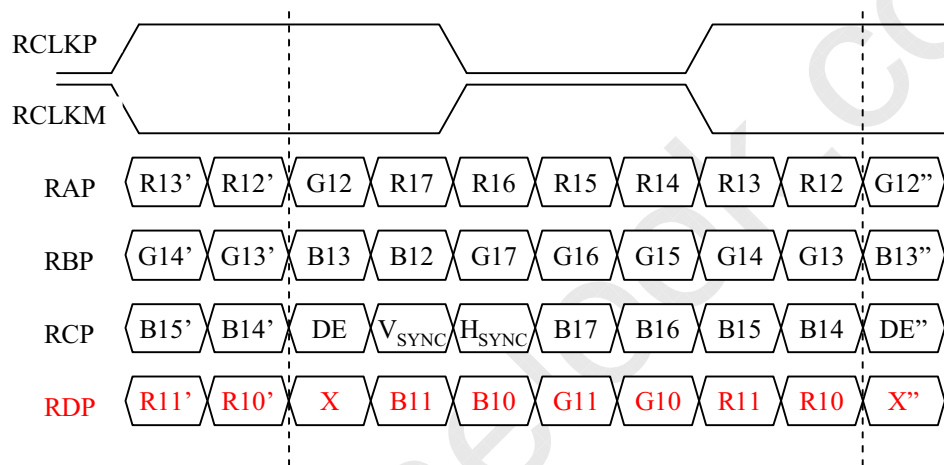 RCLKP
RCLKM
RAP R13’ R12’ G12 R17 R16 R15 R14 R13 R12 G12”
RBP G14’ G13’ B13 B12 G17 G16 G15 G14 G13 B13”
RCP B15’ B14’ DE VSYNC HSYNC B17 B16 B15 B14 DE”
RDP R11’ R10’ X B11 B10 G11 G10 R11 R10 X”